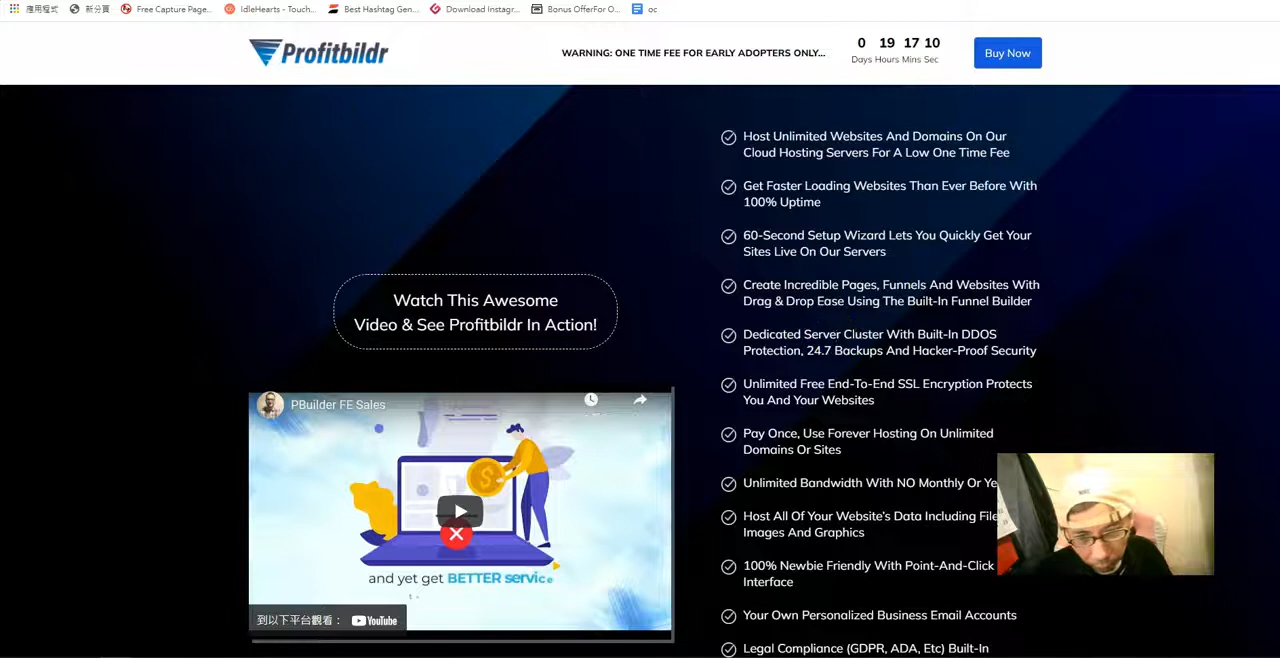 應用程式
新分頁
Free Capture Page...
IdleHearts - Touch...
Best Hashtag Gen...
Download Instagr...
Bonus OfferFor O...
oc
Profitbildr
WARNING: ONE TIME FEE FOR EARLY ADOPTERS ONLY...
0 19 17 10
Days Hours Mins Sec
Buy Now
Watch This Awesome
Video & See Profitbildr In Action!
PBuilder FE Sales
and yet get BETTER service
到以下平台觀看：
YouTube
Host Unlimited Websites And Domains On Our
Cloud Hosting Servers For A Low One Time Fee
Get Faster Loading Websites Than Ever Before With
100% Uptime
60-Second Setup Wizard Lets You Quickly Get Your
Sites Live On Our Servers
Create Incredible Pages, Funnels And Websites With
Drag & Drop Ease Using The Built-In Funnel Builder
Dedicated Server Cluster With Built-In DDOS
Protection, 24.7 Backups And Hacker-Proof Security
Unlimited Free End-To-End SSL Encryption Protects
You And Your Websites
Pay Once, Use Forever Hosting On Unlimited
Domains Or Sites
Unlimited Bandwidth With NO Monthly Or Ye
Host All Of Your Website's Data Including File
Images And Graphics
100% Newbie Friendly With Point-And-Click
Interface
Your Own Personalized Business Email Accounts
Legal Compliance (GDPR, ADA, Etc) Built-In